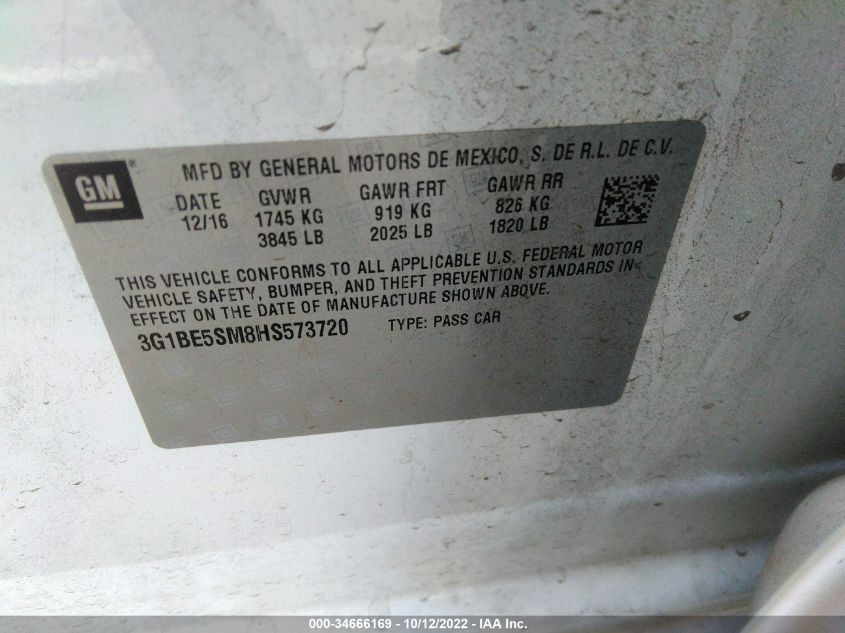 GM ®
MFD BY GENERAL MOTORS DE MEXICO, S. DE R.L. DE C.V.
DATE GVWR GAWR FRT GAWR RR
12/16 1745 KG 919 KG 826 KG
3845 LB 2025 LB 1820 LB
THIS VEHICLE CONFORMS TO ALL APPLICABLE U.S. FEDERAL MOTOR
VEHICLE SAFETY, BUMPER, AND THEFT PREVENTION STANDARDS IN
EFFECT ON THE DATE OF MANUFACTURE SHOWN ABOVE.
3G1BE5SM8HS573720 TYPE: PASS CAR
000-34666169 - 10/12/2022 - IAA Inc.